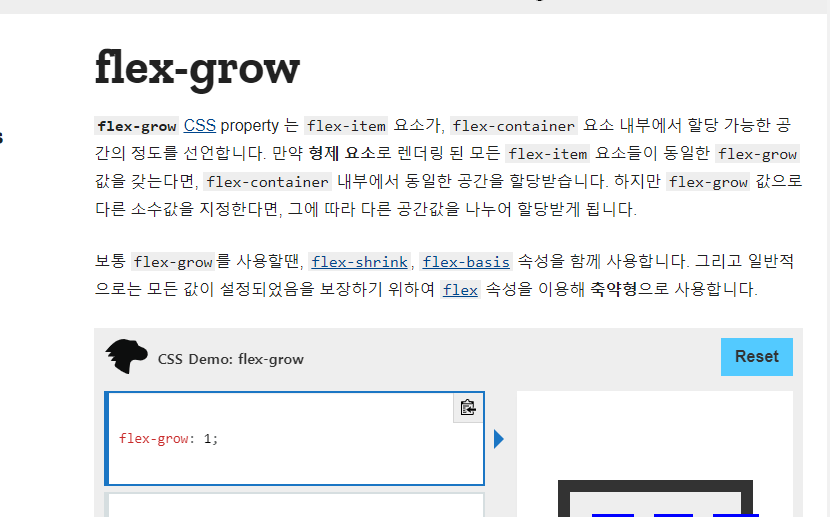 flex-grow
flex-grow CSS property 는 flex-item 요소가, flex-container 요소 내부에서 할당 가능한 공
간의 정도를 선언합니다. 만약 형제 요소로 렌더링 된 모든 flex-item 요소들이 동일한 flex-grow
값을 갖는다면, flex-container 내부에서 동일한 공간을 할당받습니다. 하지만 flex-grow 값으로
다른 소수값을 지정한다면, 그에 따라 다른 공간값을 나누어 할당받게 됩니다.
보통 flex-grow를 사용할땐, flex-shrink, flex-basis 속성을 함께 사용합니다. 그리고 일반적
으로는 모든 값이 설정되었음을 보장하기 위하여 flex 속성을 이용해 축약형으로 사용합니다.
CSS Demo: flex-grow
Reset
flex-grow: 1;